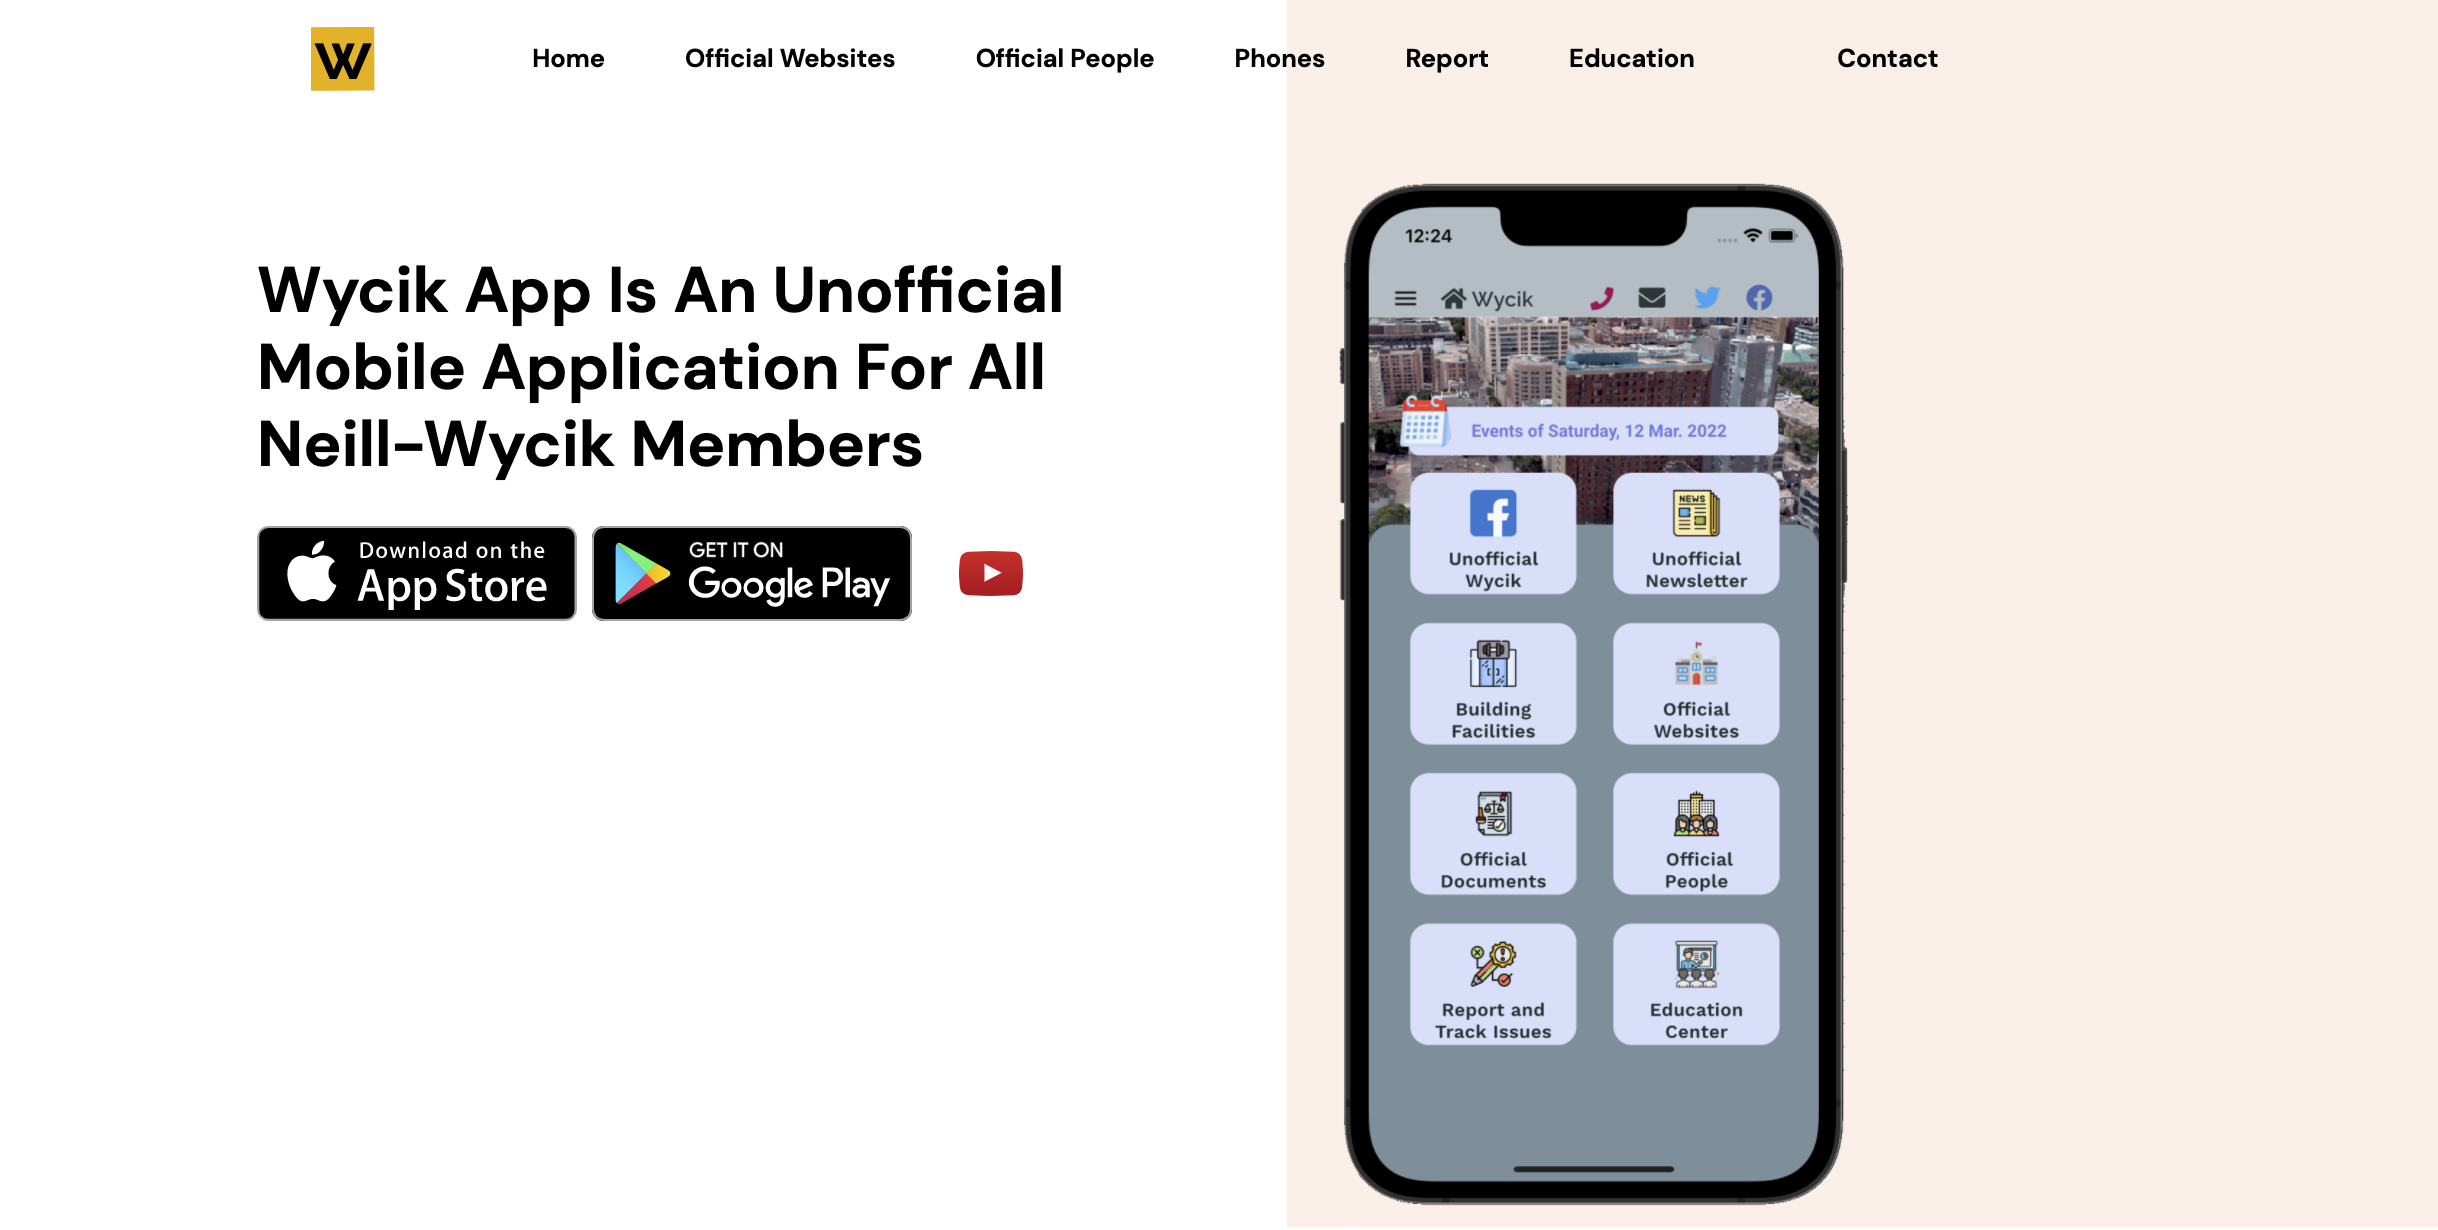 W
Home Official Websites Official People Phones Report Education Contact
Wycik App Is An Unofficial
Mobile Application For All
Neill-Wycik Members
Download on the
App Store
GET IT ON
Google Play
12:24
Wycik
Events of Saturday, 12 Mar. 2022
NEWS
Unofficial
Wycik
Unofficial
Newsletter
Building
Facilities
Official
Websites
Official
Documents
Official
People
Report and
Track Issues
Education
Center